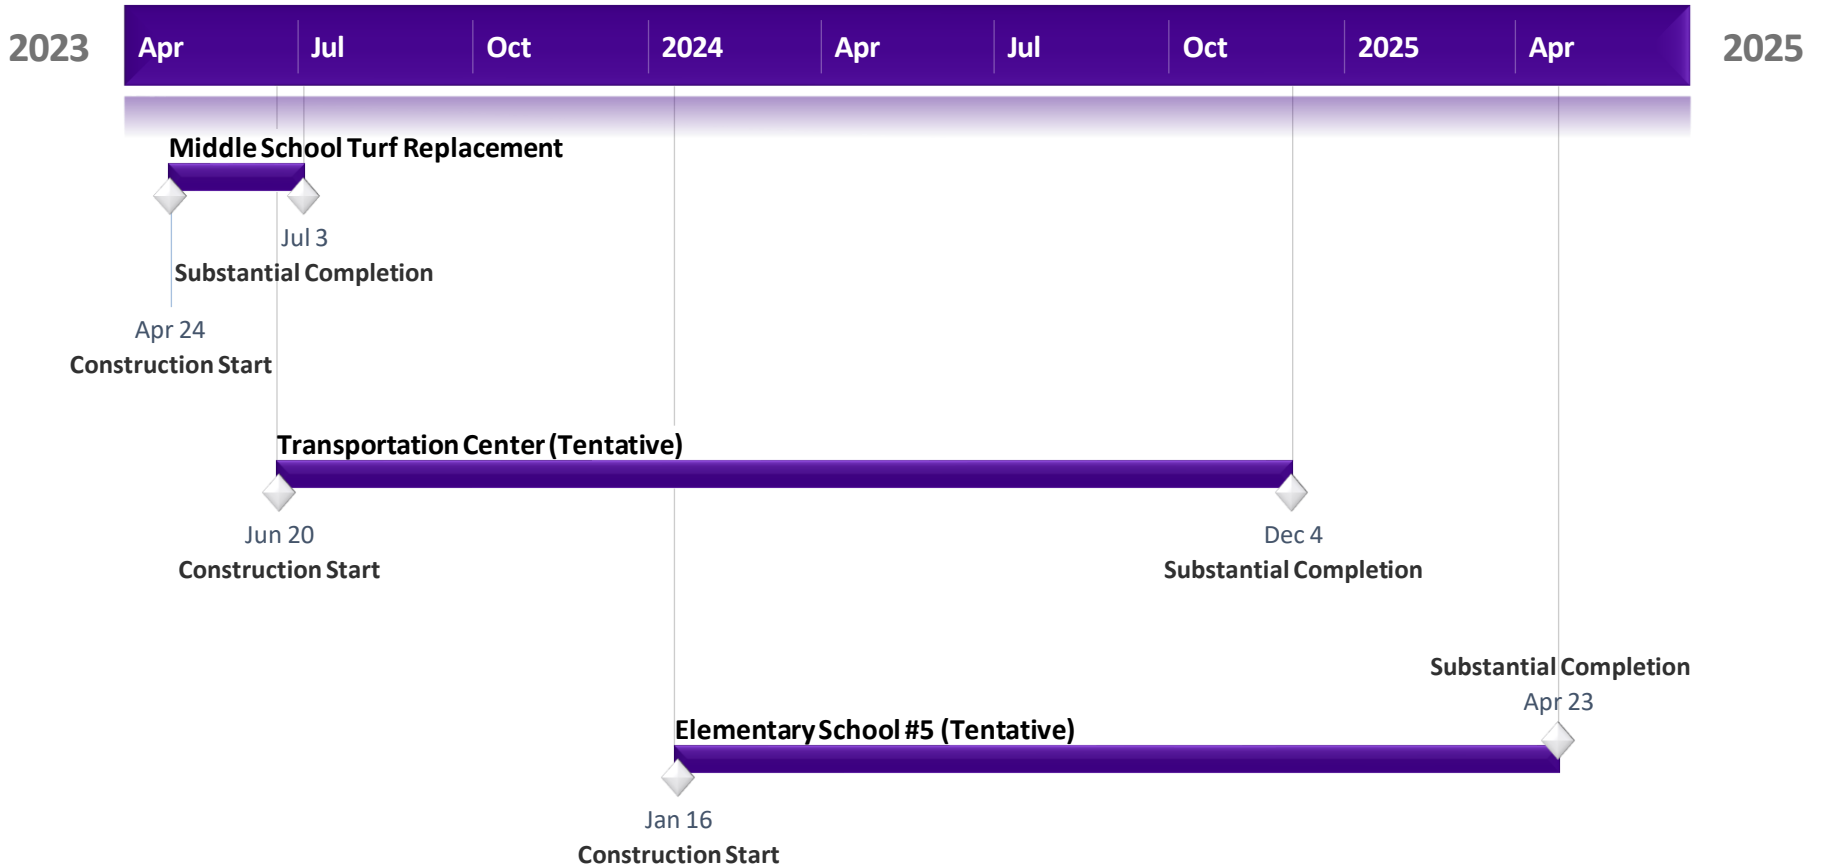 2023 Apr Jul Oct 2024 Apr Jul Oct 2025 Apr 2025
Middle School Turf Replacement
Jul 3
Substantial Completion
Apr 24
Construction Start
Transportation Center (Tentative)
Jun 20
Construction Start
Dec 4
Substantial Completion
Substantial Completion
Apr 23
Elementary School #5 (Tentative)
Jan 16
Construction Start